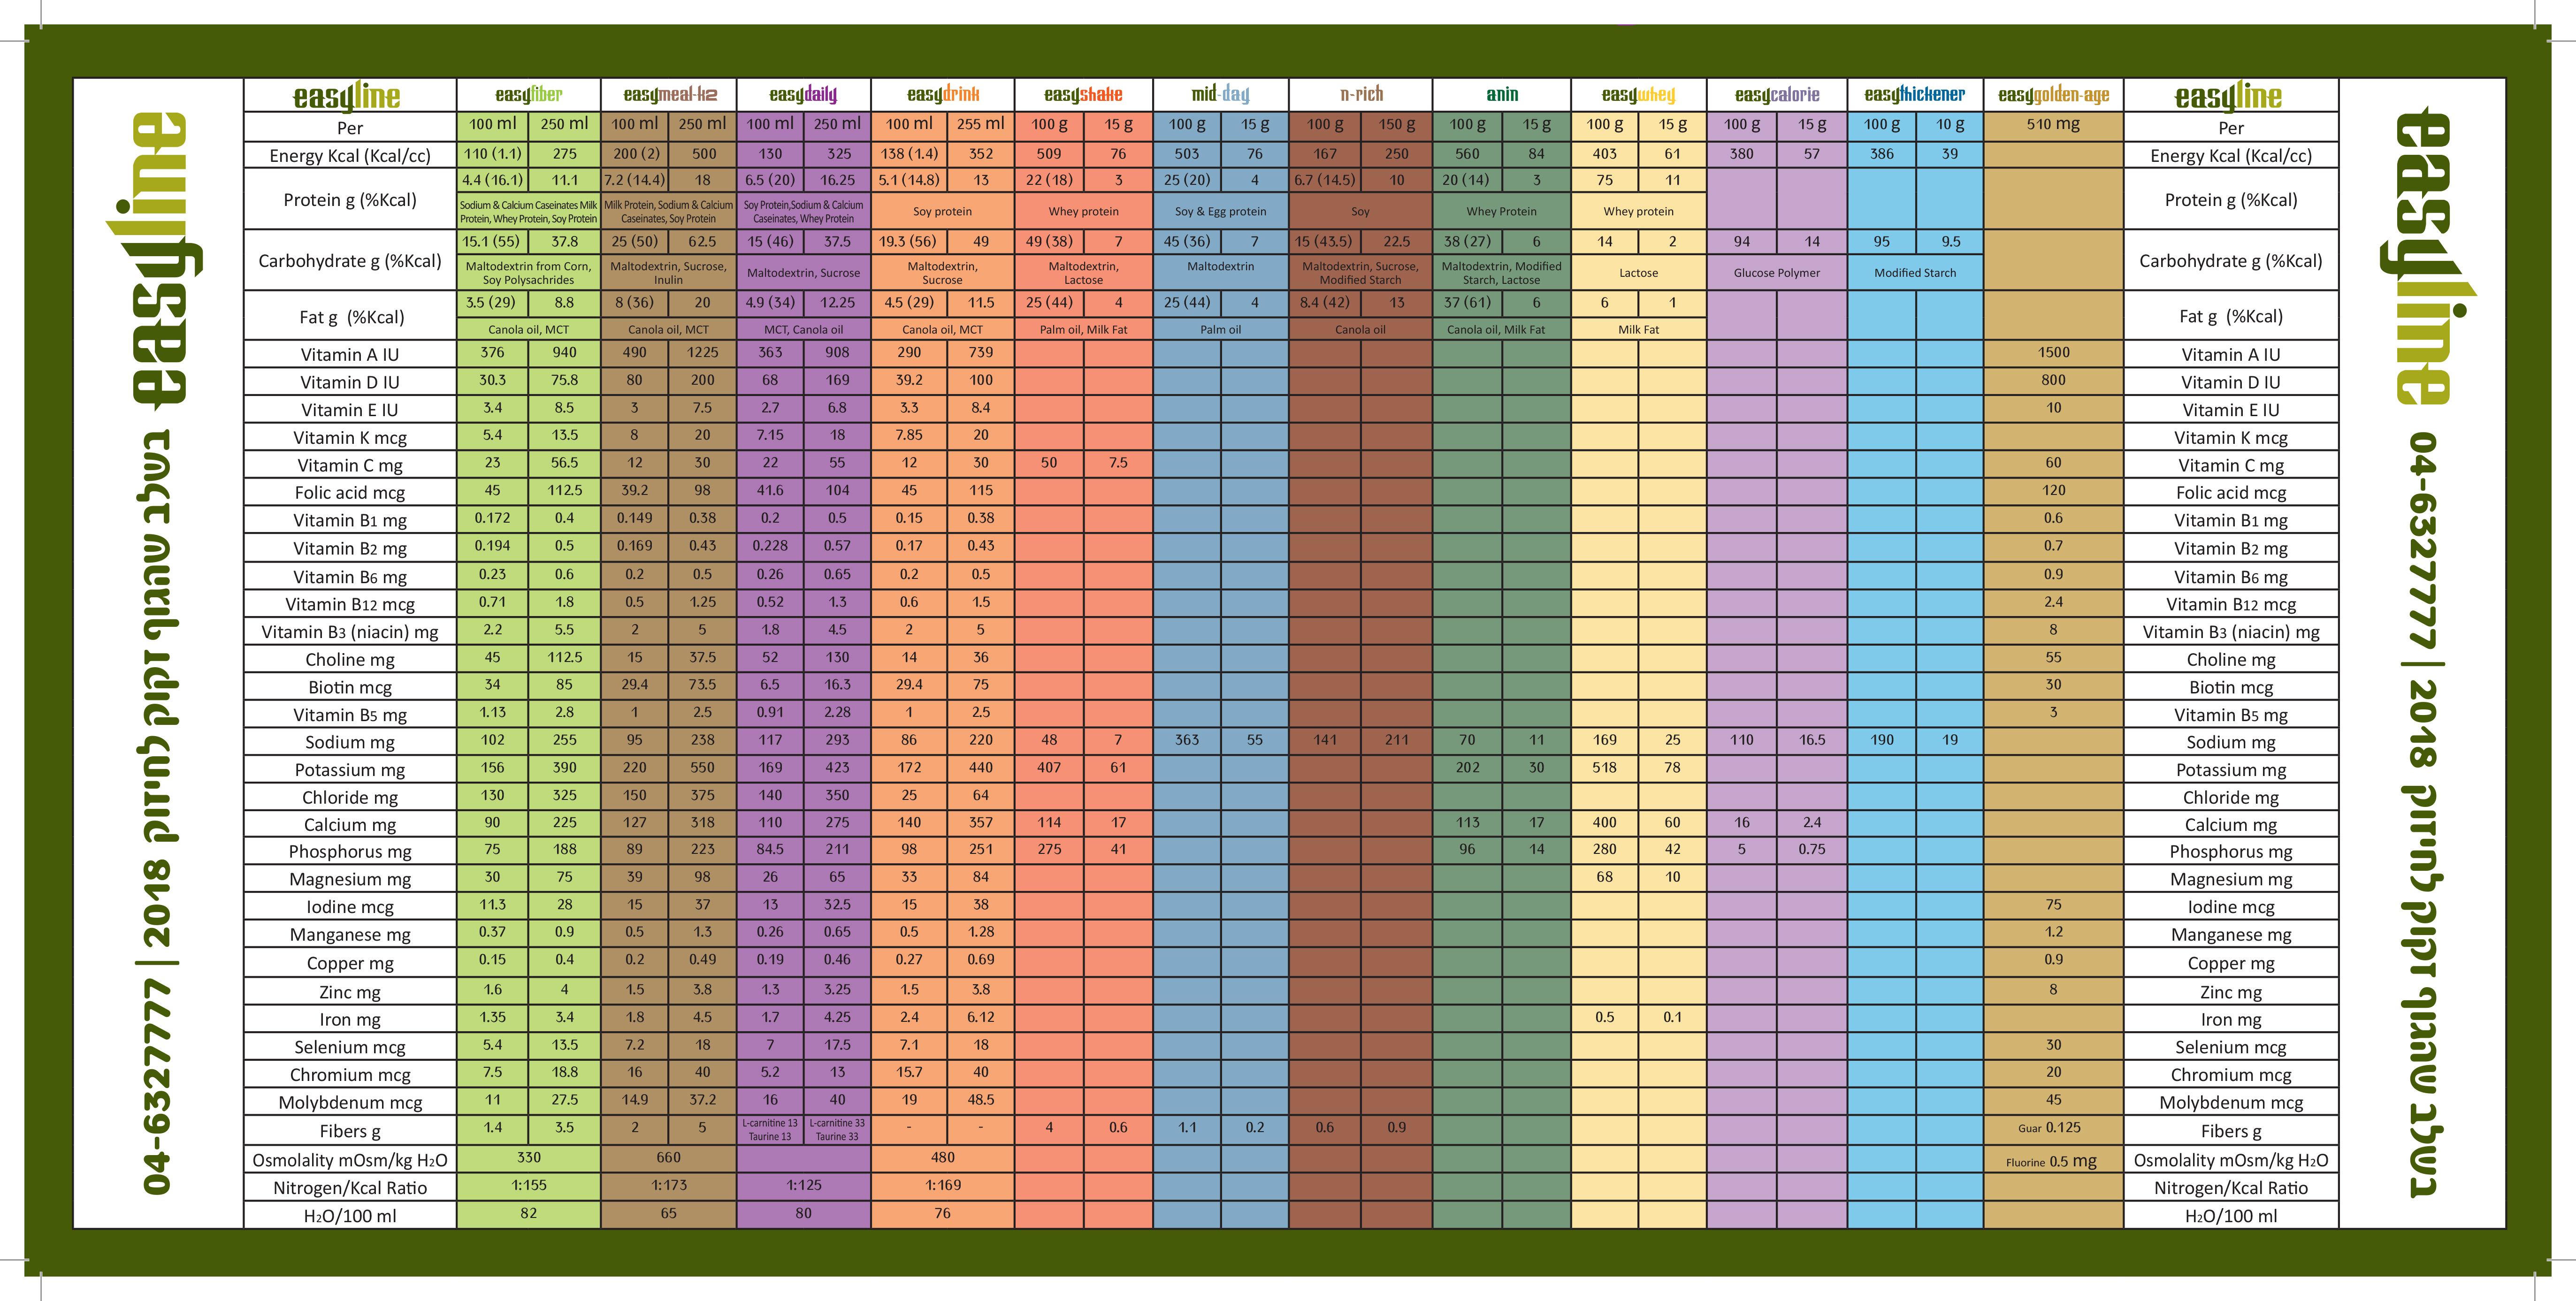 easyline בשלב שהגוף זקוק לחיזוק 2018 | 04-6327777
easyline easyfiber easymeal-k2 easydaily easydrink easyshake mid-day n-rich anin easywhey easycalorie easythickener easygolden-age easyline
Per 100 ml 250 ml 100 ml 250 ml 100 ml 250 ml 100 ml 255 ml 100 g 15 g 100 g 15 g 100 g 150 g 100 g 15 g 100 g 15 g 100 g 15 g 100 g 10 g 510 mg Per
Energy Kcal (Kcal/cc) 110 (1.1) 275 200 (2) 500 130 325 138 (1.4) 352 509 76 503 76 167 250 560 84 403 61 380 57 386 39 Energy Kcal (Kcal/cc)
Protein g (%Kcal) 4.4 (16.1) 11.1 7.2 (14.4) 18 6.5 (20) 16.25 5.1 (14.8) 13 22 (18) 3 25 (20) 4 6.7 (14.5) 10 20 (14) 3 75 11 Protein g (%Kcal)
Sodium & Calcium Caseinates Milk Protein, Whey Protein, Soy Protein Milk Protein, Sodium & Calcium Caseinates, Soy Protein Soy Protein,Sodium & Calcium Caseinates, Whey Protein Soy protein Whey protein Soy & Egg protein Soy Whey Protein Whey protein
Carbohydrate g (%Kcal) 15.1 (55) 37.8 25 (50) 62.5 15 (46) 37.5 19.3 (56) 49 49 (38) 7 45 (36) 7 15 (43.5) 22.5 38 (27) 6 14 2 94 14 95 9.5 Carbohydrate g (%Kcal)
Maltodextrin from Corn, Soy Polysachrides Maltodextrin, Sucrose, Inulin Maltodextrin, Sucrose Maltodextrin, Sucrose Maltodextrin, Lactose Maltodextrin Maltodextrin, Sucrose, Modified Starch Maltodextrin, Modified Starch, Lactose Lactose Glucose Polymer Modified Starch
Fat g (%Kcal) 3.5 (29) 8.8 8 (36) 20 4.9 (34) 12.25 4.5 (29) 11.5 25 (44) 4 25 (44) 4 8.4 (42) 13 37 (61) 6 6 1 Fat g (%Kcal)
Canola oil, MCT Canola oil, MCT MCT, Canola oil Canola oil, MCT Palm oil, Milk Fat Palm oil Canola oil Canola oil, Milk Fat Milk Fat
Vitamin A IU 376 940 490 1225 363 908 290 739 1500 Vitamin A IU
Vitamin D IU 30.3 75.8 80 200 68 169 39.2 100 800 Vitamin D IU
Vitamin E IU 3.4 8.5 3 7.5 2.7 6.8 3.3 8.4 10 Vitamin E IU
Vitamin K mcg 5.4 13.5 8 20 7.15 18 7.85 20 Vitamin K mcg
Vitamin C mg 23 56.5 12 30 22 55 12 30 50 7.5 60 Vitamin C mg
Folic acid mcg 45 112.5 39.2 98 41.6 104 45 115 120 Folic acid mcg
Vitamin B1 mg 0.172 0.4 0.149 0.38 0.2 0.5 0.15 0.38 0.6 Vitamin B1 mg
Vitamin B2 mg 0.194 0.5 0.169 0.43 0.228 0.57 0.17 0.43 0.7 Vitamin B2 mg
Vitamin B6 mg 0.23 0.6 0.2 0.5 0.26 0.65 0.2 0.5 0.9 Vitamin B6 mg
Vitamin B12 mcg 0.71 1.8 0.5 1.25 0.52 1.3 0.6 1.5 2.4 Vitamin B12 mcg
Vitamin B3 (niacin) mg 2.2 5.5 2 5 1.8 4.5 2 5 8 Vitamin B3 (niacin) mg
Choline mg 45 112.5 15 37.5 52 130 14 36 55 Choline mg
Biotin mcg 34 85 29.4 73.5 6.5 16.3 29.4 75 30 Biotin mcg
Vitamin B5 mg 1.13 2.8 1 2.5 0.91 2.28 1 2.5 3 Vitamin B5 mg
Sodium mg 102 255 95 238 117 293 86 220 48 7 363 55 141 211 70 11 169 25 110 16.5 190 19 Sodium mg
Potassium mg 156 390 220 550 169 423 172 440 407 61 202 30 518 78 Potassium mg
Chloride mg 130 325 150 375 140 350 25 64 Chloride mg
Calcium mg 90 225 127 318 110 275 140 357 114 17 113 17 400 60 16 2.4 Calcium mg
Phosphorus mg 75 188 89 223 84.5 211 98 251 275 41 96 14 280 42 5 0.75 Phosphorus mg
Magnesium mg 30 75 39 98 26 65 33 84 68 10 Magnesium mg
Iodine mcg 11.3 28 15 37 13 32.5 15 38 75 Iodine mcg
Manganese mg 0.37 0.9 0.5 1.3 0.26 0.65 0.5 1.28 1.2 Manganese mg
Copper mg 0.15 0.4 0.2 0.49 0.19 0.46 0.27 0.69 0.9 Copper mg
Zinc mg 1.6 4 1.5 3.8 1.3 3.25 1.5 3.8 8 Zinc mg
Iron mg 1.35 3.4 1.8 4.5 1.7 4.25 2.4 6.12 0.5 0.1 Iron mg
Selenium mcg 5.4 13.5 7.2 18 7 17.5 7.1 18 30 Selenium mcg
Chromium mcg 7.5 18.8 16 40 5.2 13 15.7 40 20 Chromium mcg
Molybdenum mcg 11 27.5 14.9 37.2 16 40 19 48.5 45 Molybdenum mcg
Fibers g 1.4 3.5 2 5 L-carnitine 13 Taurine 13 L-carnitine 33 Taurine 33 - - 4 0.6 1.1 0.2 0.6 0.9 Guar 0.125 Fibers g
Osmolality mOsm/kg H2O 330 660 480 Fluorine 0.5 mg Osmolality mOsm/kg H2O
Nitrogen/Kcal Ratio 1:155 1:173 1:125 1:169 Nitrogen/Kcal Ratio
H2O/100 ml 82 65 80 76 H2O/100 ml
easyline בשלב שהגוף זקוק לחיזוק 2018 | 04-6327777